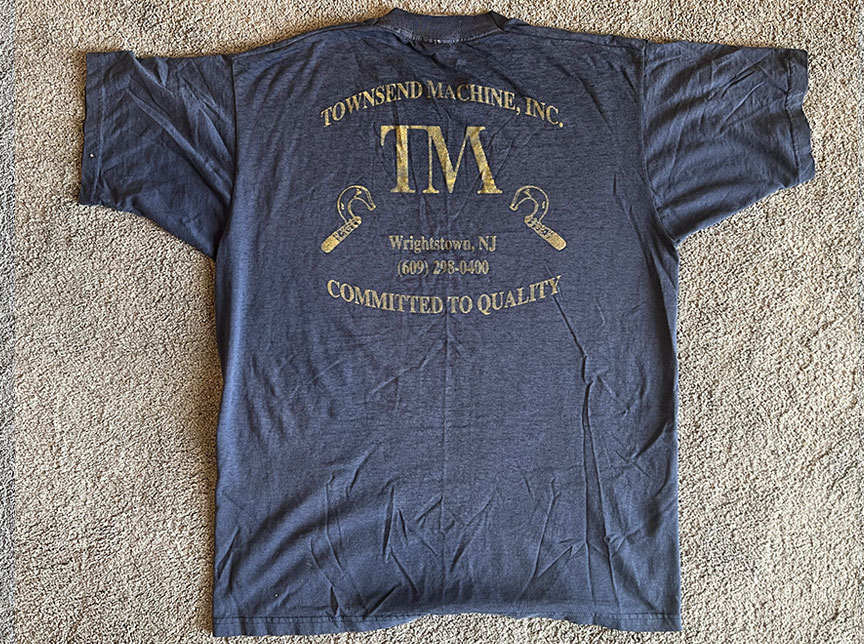 TOWNSEND MACHINE, INC.
TM
Wrightstown, NJ
(609) 298-0400
COMMITTED TO QUALITY